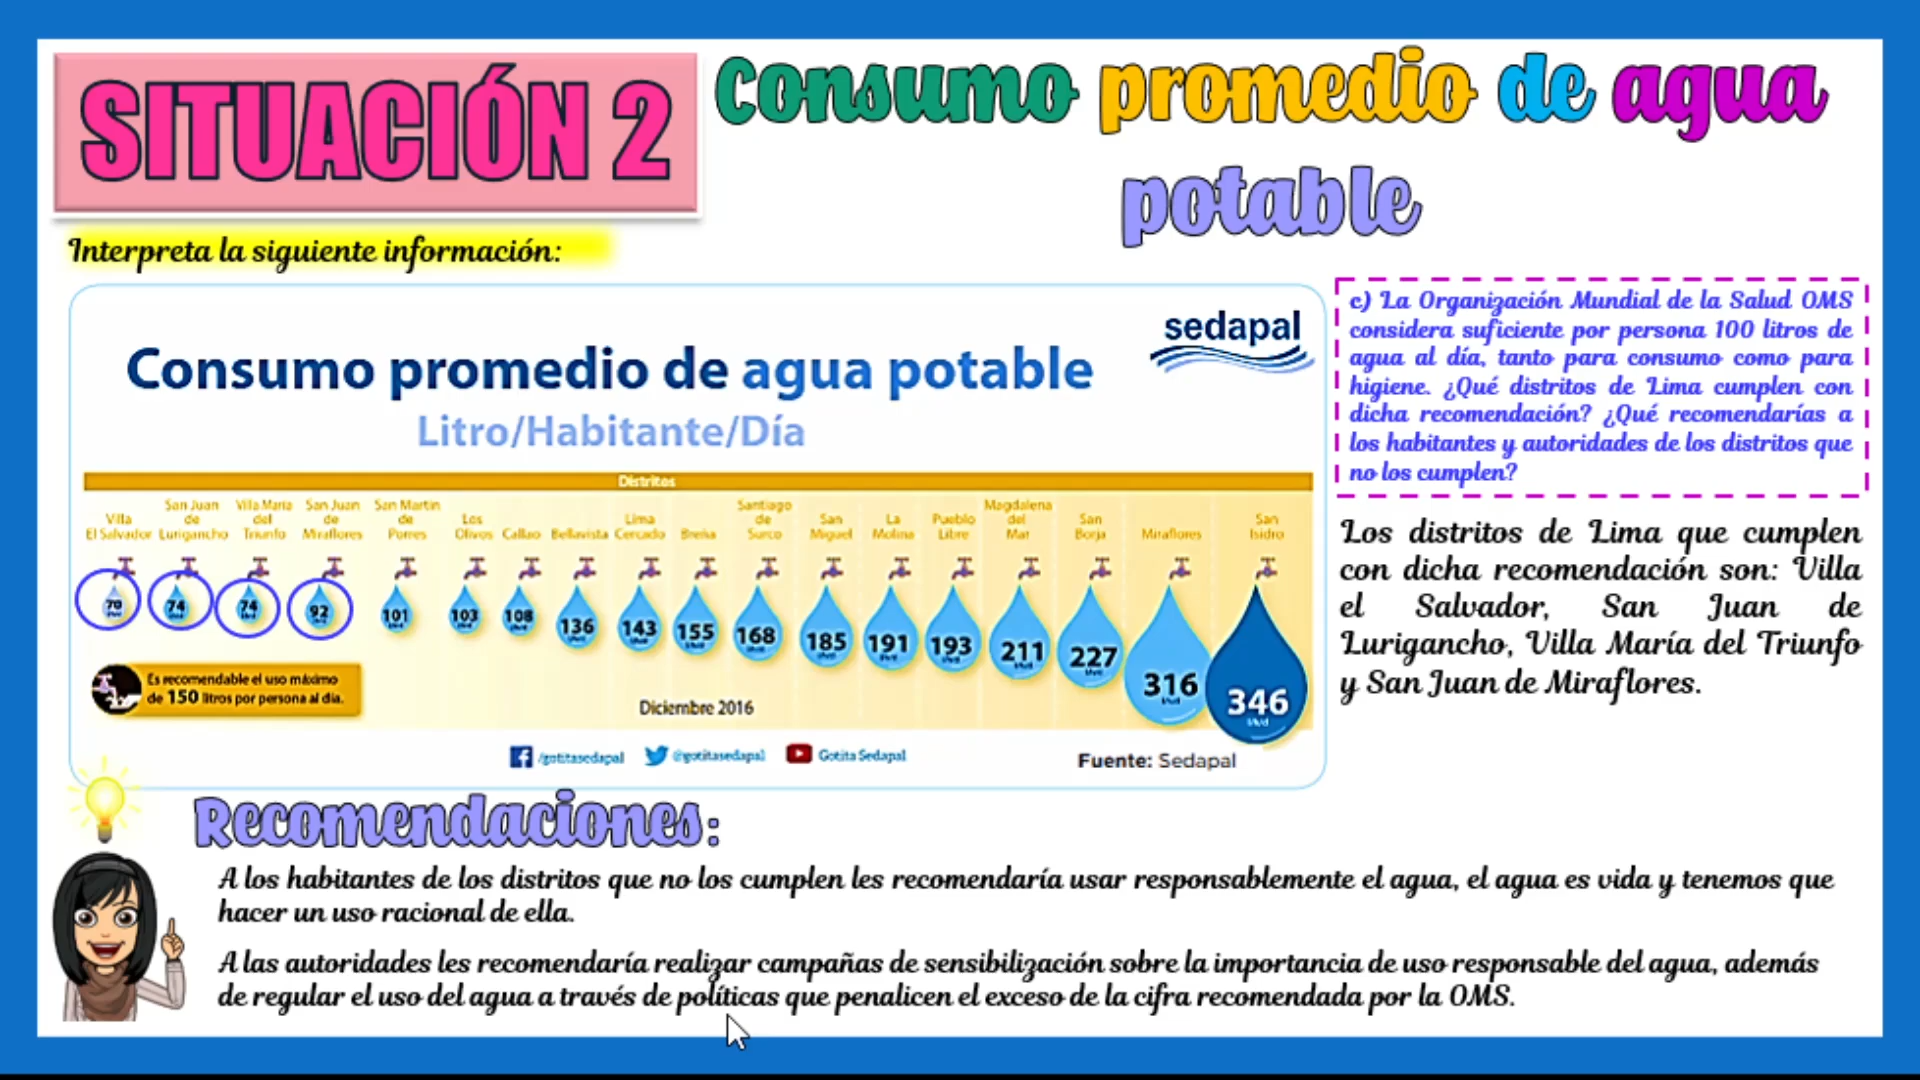 SITUACIÓN 2
Consumo promedio de agua
potable
Interpreta la siguiente información:
sedapal
Consumo promedio de agua potable
Litro/Habitante/Día
Distritos
Villa El Salvador
San Juan de Lurigancho
Villa Maria del Triunfo
San Juan de Miraflores
San Martin de Porres
Los Olivos
Callao
Bellavista
Lima Cercado
Breña
Santiago de Surco
San Miguel
La Molina
Pueblo Libre
Magdalena del Mar
San Borja
Miraflores
San Isidro
70 74 74 92 101 103 108 136 143 155 168 185 191 193 211 227 316 346
Es recomendable el uso máximo
de 150 litros por persona al día.
Diciembre 2016
/gotitasedapal @gotitasedapal Gotita Sedapal
Fuente: Sedapal
c) La Organización Mundial de la Salud OMS
considera suficiente por persona 100 litros de
agua al día, tanto para consumo como para
higiene. ¿Qué distritos de Lima cumplen con
dicha recomendación? ¿Qué recomendarías a
los habitantes y autoridades de los distritos que
no los cumplen?
Los distritos de Lima que cumplen
con dicha recomendación son: Villa
el Salvador, San Juan de
Lurigancho, Villa María del Triunfo
y San Juan de Miraflores.
Recomendaciones:
A los habitantes de los distritos que no los cumplen les recomendaría usar responsablemente el agua, el agua es vida y tenemos que
hacer un uso racional de ella.
A las autoridades les recomendaría realizar campañas de sensibilización sobre la importancia de uso responsable del agua, además
de regular el uso del agua a través de políticas que penalicen el exceso de la cifra recomendada por la OMS.